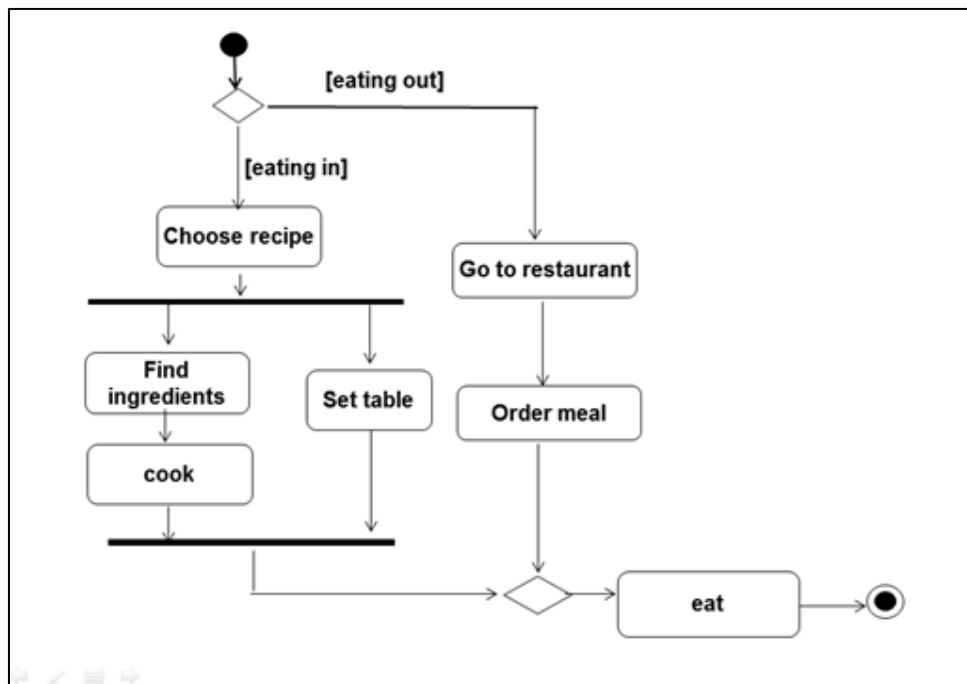 [eating out]
[eating in]
Choose recipe
Go to restaurant
Find
ingredients
Set table
Order meal
cook
eat